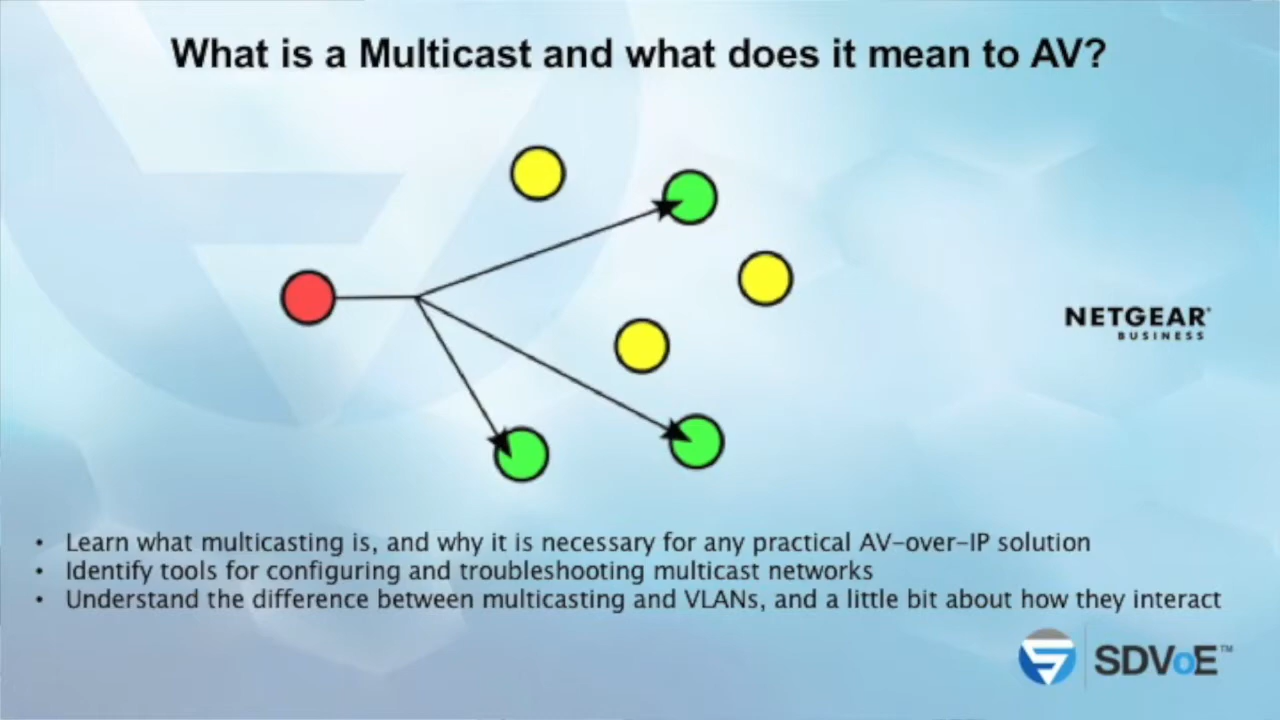 What is a Multicast and what does it mean to AV?
NETGEAR®
BUSINESS
• Learn what multicasting is, and why it is necessary for any practical AV-over-IP solution
• Identify tools for configuring and troubleshooting multicast networks
• Understand the difference between multicasting and VLANs, and a little bit about how they interact
SDVoE™